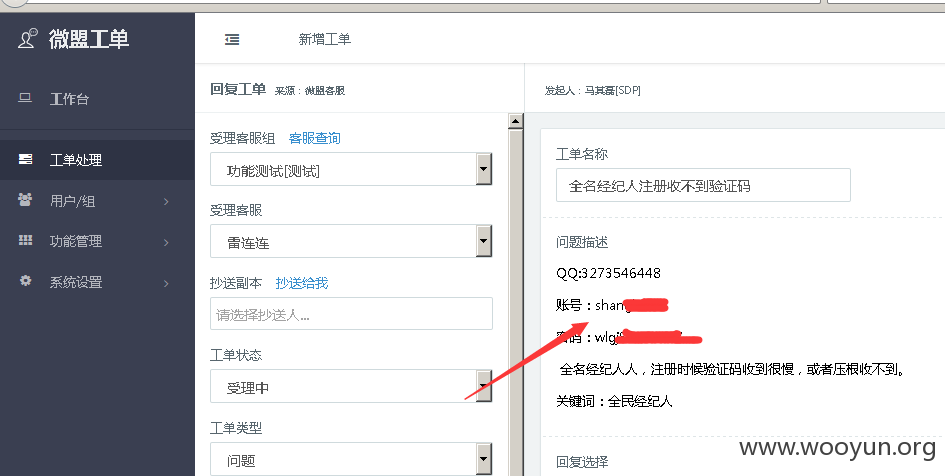 微盟工单
新增工单
工作台
工单处理
用户/组
功能管理
系统设置
回复工单 来源：微盟客服
受理客服组 客服查询
功能测试[测试]
受理客服
雷连连
抄送副本 抄送给我
请选择抄送人...
工单状态
受理中
工单类型
问题
发起人：马其磊[SDP]
工单名称
全名经纪人注册收不到验证码
问题描述
QQ:3273546448
账号：shang
密码：wlgj
全名经纪人人，注册时候验证码收到很慢，或者压根收不到。
关键词：全民经纪人
回复选择
www.wooyun.org